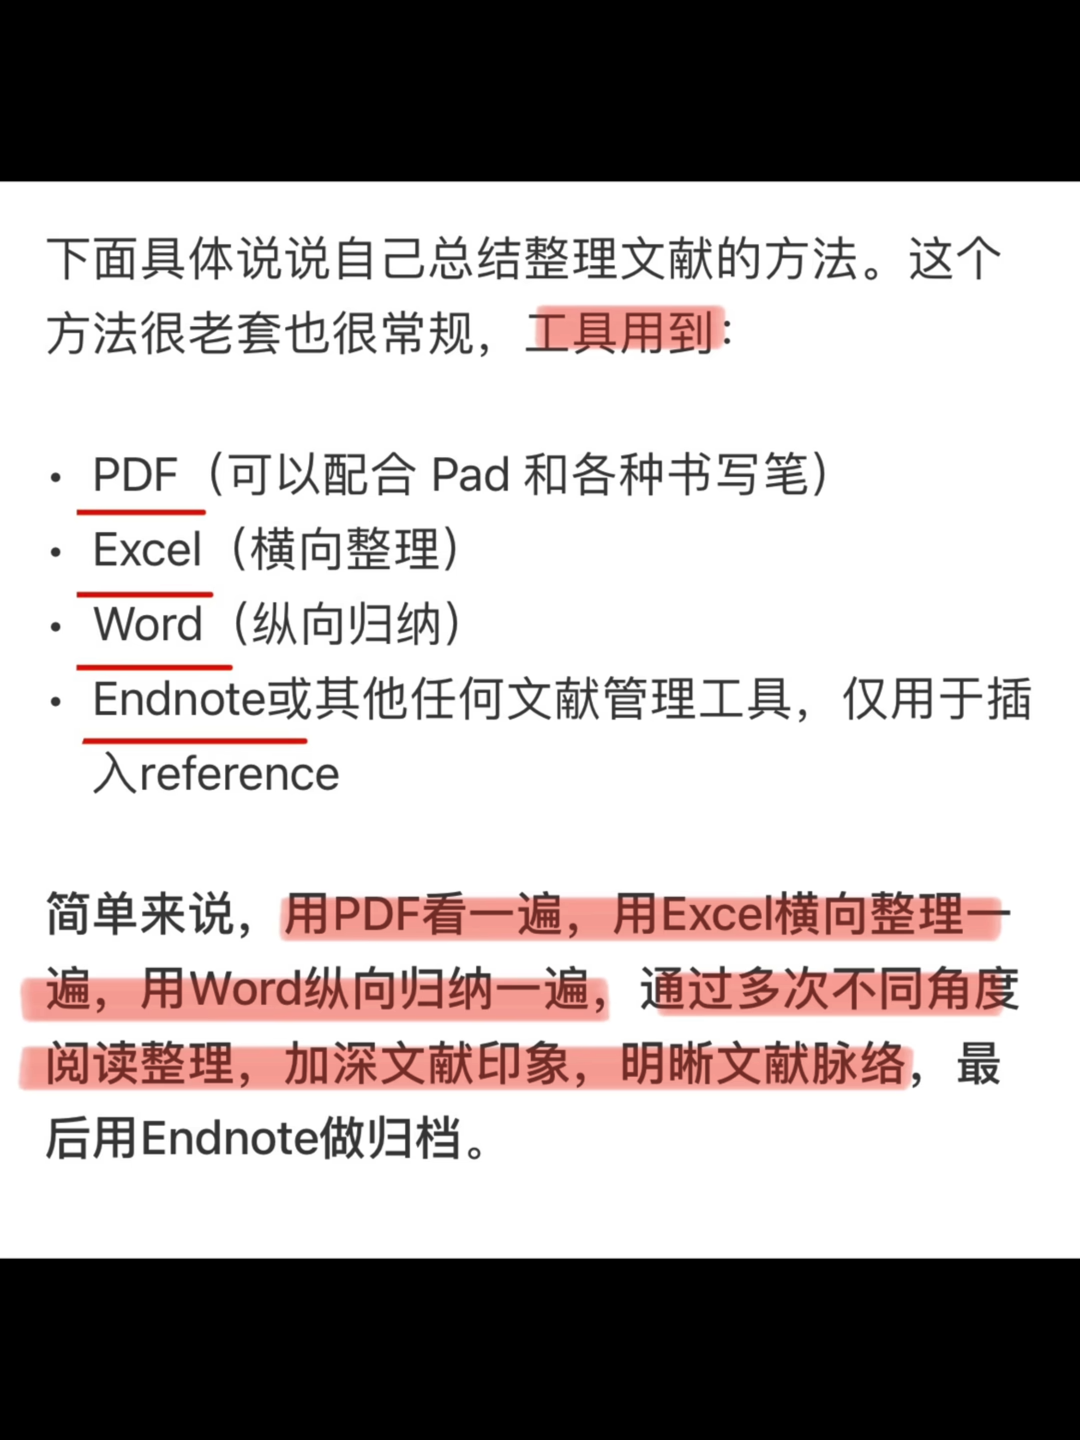 下面具体说说自己总结整理文献的方法。这个
方法很老套也很常规，工具用到：
• PDF（可以配合 Pad 和各种书写笔）
• Excel（横向整理）
• Word（纵向归纳）
• Endnote或其他任何文献管理工具，仅用于插
入reference
简单来说，用PDF看一遍，用Excel横向整理一
遍，用Word纵向归纳一遍，通过多次不同角度
阅读整理，加深文献印象，明晰文献脉络，最
后用Endnote做归档。